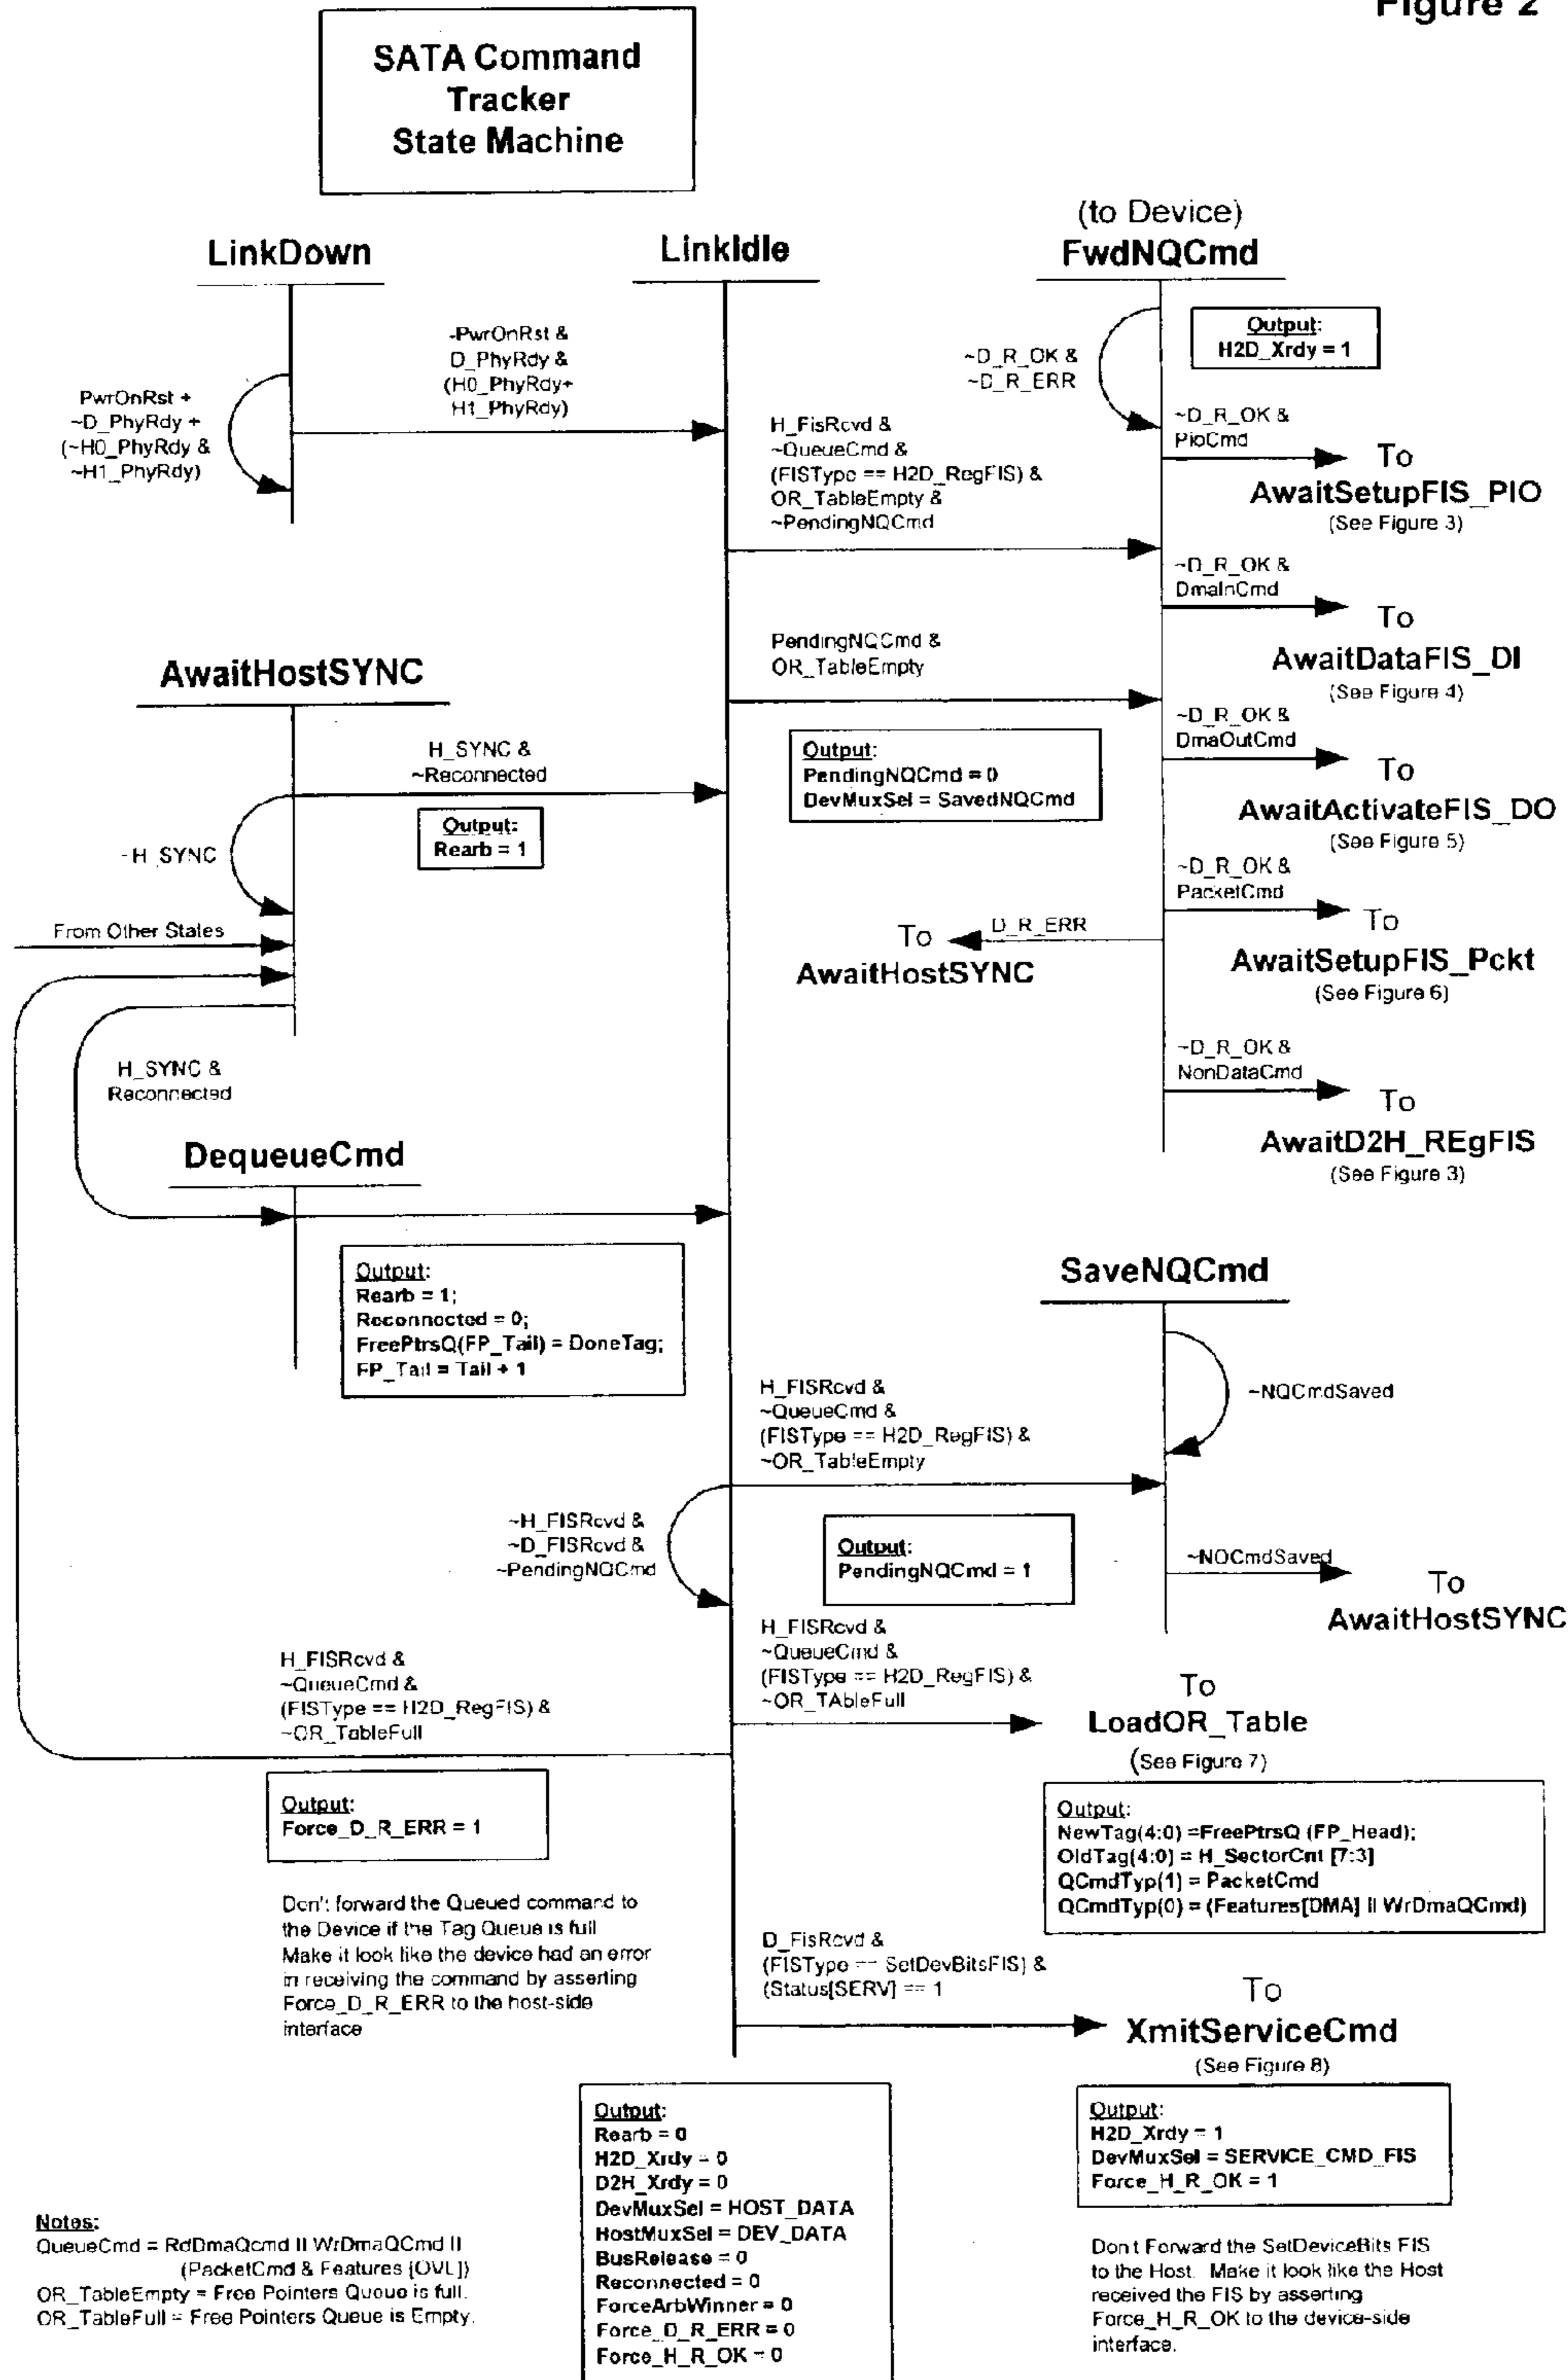 Figure 2
SATA Command
Tracker
State Machine
LinkDown
PwrOnRst +
~D_PhyRdy +
(~H0_PhyRdy &
~H1_PhyRdy)
~PwrOnRst &
D_PhyRdy &
(H0_PhyRdy+
H1_PhyRdy)
LinkIdle
(to Device)
FwdNQCmd
~D_R_OK &
~D_R_ERR
Output:
H2D_Xrdy = 1
H_FisRcvd &
~QueueCmd &
(FISType == H2D_RegFIS) &
OR_TableEmpty &
~PendingNQCmd
~D_R_OK &
PioCmd
To
AwaitSetupFIS_PIO
(See Figure 3)
~D_R_OK &
DmaInCmd
To
AwaitDataFIS_DI
(See Figure 4)
PendingNQCmd &
OR_TableEmpty
Output:
PendingNQCmd = 0
DevMuxSel = SavedNQCmd
~D_R_OK &
DmaOutCmd
To
AwaitActivateFIS_DO
(See Figure 5)
~D_R_OK &
PacketCmd
To
AwaitSetupFIS_Pckt
(See Figure 6)
D_R_ERR
To
AwaitHostSYNC
~D_R_OK &
NonDataCmd
To
AwaitD2H_REgFIS
(See Figure 3)
AwaitHostSYNC
H_SYNC &
~Reconnected
Output:
Rearb = 1
~H_SYNC
From Other States
H_SYNC &
Reconnected
DequeueCmd
Output:
Rearb = 1;
Reconnected = 0;
FreePtrsQ(FP_Tail) = DoneTag;
FP_Tail = Tail + 1
SaveNQCmd
~NQCmdSaved
H_FISRcvd &
~QueueCmd &
(FISType == H2D_RegFIS) &
~OR_TableEmpty
~H_FISRcvd &
~D_FISRcvd &
~PendingNQCmd
Output:
PendingNQCmd = 1
~NQCmdSaved
To
AwaitHostSYNC
H_FISRcvd &
~QueueCmd &
(FISType == H2D_RegFIS) &
~OR_TAbleFull
To
LoadOR_Table
(See Figure 7)
H_FISRcvd &
~QueueCmd &
(FISType == H2D_RegFIS) &
~OR_TableFull
Output:
Force_D_R_ERR = 1
Don't forward the Queued command to
the Device if the Tag Queue is full
Make it look like the device had an error
in receiving the command by asserting
Force_D_R_ERR to the host-side
interface
Output:
NewTag(4:0) =FreePtrsQ (FP_Head);
OldTag(4:0) = H_SectorCnt [7:3]
QCmdTyp(1) = PacketCmd
QCmdTyp(0) = (Features[DMA] II WrDmaQCmd)
D_FisRcvd &
(FISType == SetDevBitsFIS) &
(Status[SERV] == 1
To
XmitServiceCmd
(See Figure 8)
Output:
Rearb = 0
H2D_Xrdy = 0
D2H_Xrdy = 0
DevMuxSel = HOST_DATA
HostMuxSel = DEV_DATA
BusRelease = 0
Reconnected = 0
ForceArbWinner = 0
Force_D_R_ERR = 0
Force_H_R_OK = 0
Output:
H2D_Xrdy = 1
DevMuxSel = SERVICE_CMD_FIS
Force_H_R_OK = 1
Don't Forward the SetDeviceBits FIS
to the Host. Make it look like the Host
received the FIS by asserting
Force_H_R_OK to the device-side
interface.
Notes:
QueueCmd = RdDmaQcmd II WrDmaQCmd II
(PacketCmd & Features [OVL])
OR_TableEmpty = Free Pointers Queue is full.
OR_TableFull = Free Pointers Queue is Empty.